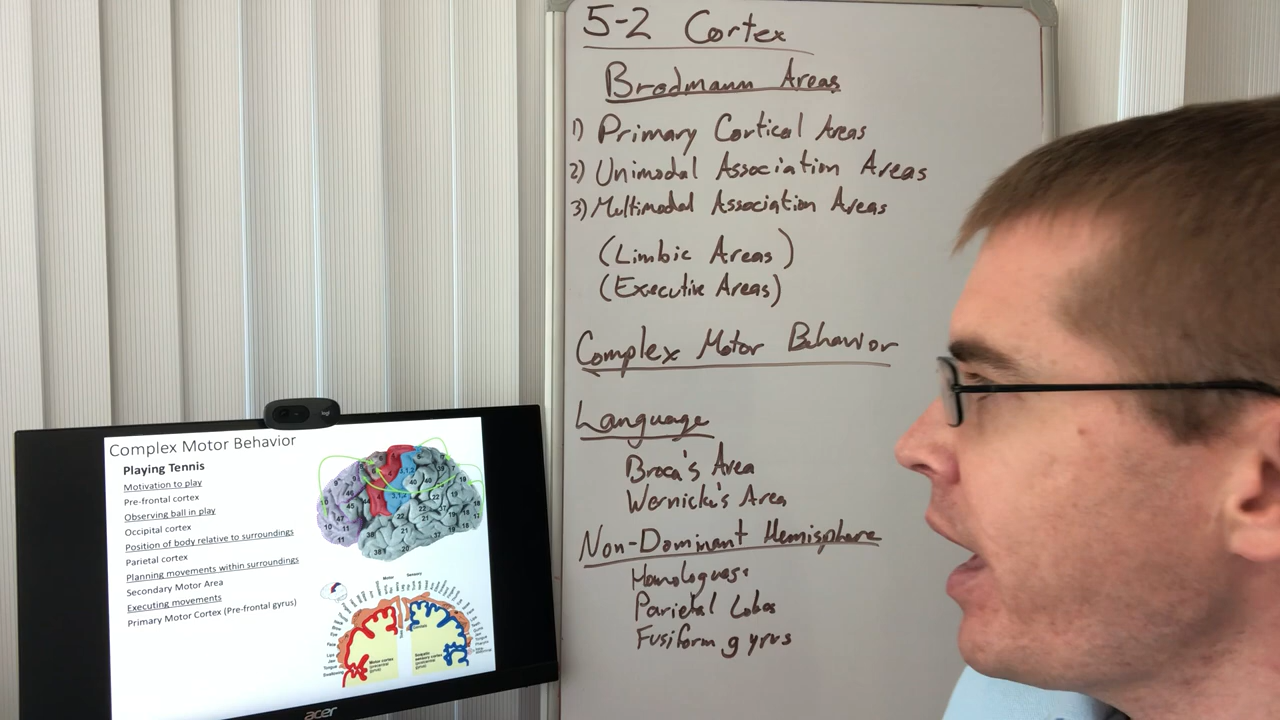 5-2 Cortex
Brodmann Areas
1) Primary Cortical Areas
2) Unimodal Association Areas
3) Multimodal Association Areas
(Limbic Areas)
(Executive Areas)
Complex Motor Behavior
Language
Broca's Area
Wernicke's Area
Non-Dominant Hemisphere
Homologues:
Parietal Lobes
Fusiform gyrus
Complex Motor Behavior
Playing Tennis
Motivation to play
Pre-frontal cortex
Observing ball in play
Occipital cortex
Position of body relative to surroundings
Parietal cortex
Planning movements within surroundings
Secondary Motor Area
Executing movements
Primary Motor Cortex (Pre-frontal gyrus)
Motor
Sensory
acer